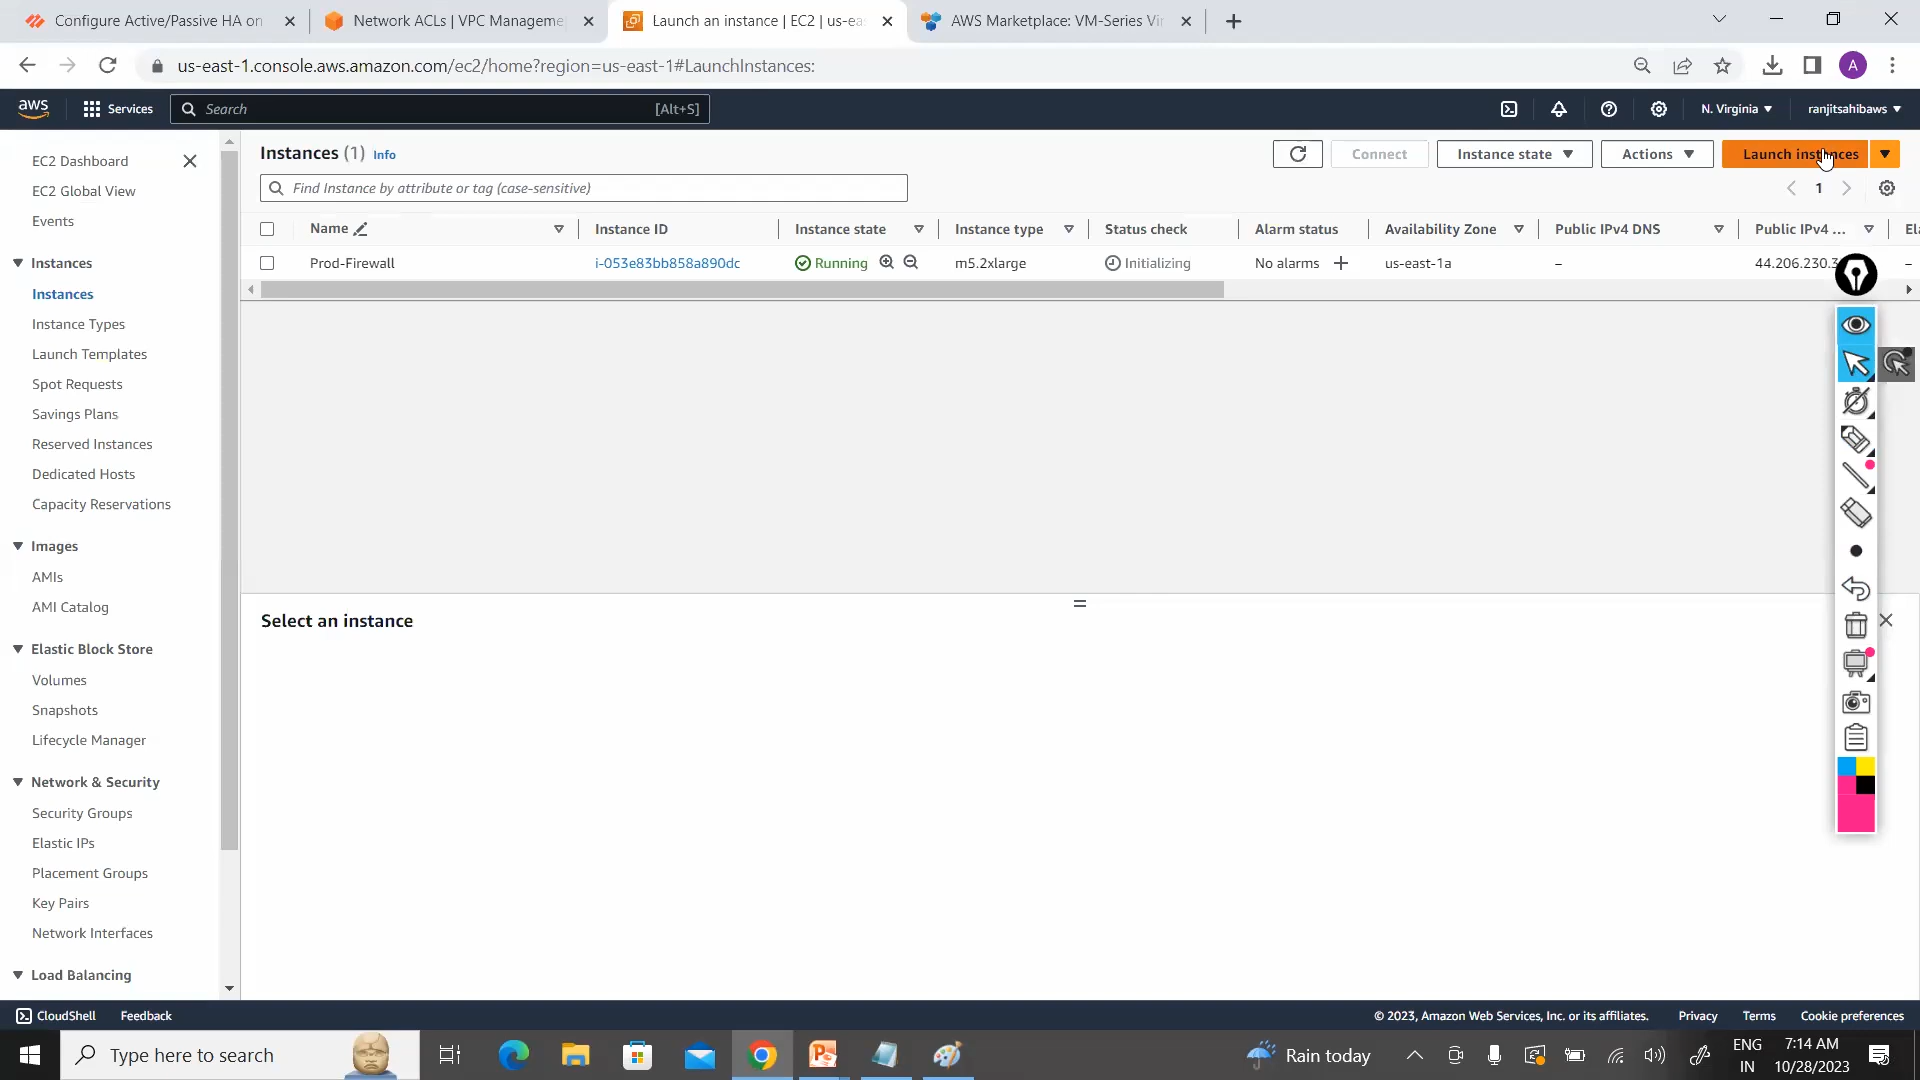 Configure Active/Passive HA on
Network ACLs | VPC Manageme
Launch an instance | EC2 | us-ea
AWS Marketplace: VM-Series Vir
us-east-1.console.aws.amazon.com/ec2/home?region=us-east-1#LaunchInstances:
A
aws
Services
Search
[Alt+S]
N. Virginia
ranjitsahibaws
EC2 Dashboard
EC2 Global View
Events
Instances
Instances
Instance Types
Launch Templates
Spot Requests
Savings Plans
Reserved Instances
Dedicated Hosts
Capacity Reservations
Images
AMIs
AMI Catalog
Elastic Block Store
Volumes
Snapshots
Lifecycle Manager
Network & Security
Security Groups
Elastic IPs
Placement Groups
Key Pairs
Network Interfaces
Load Balancing
Instances (1) Info
Connect
Instance state
Actions
Launch instances
Find Instance by attribute or tag (case-sensitive)
1
Name
Instance ID
Instance state
Instance type
Status check
Alarm status
Availability Zone
Public IPv4 DNS
Public IPv4 ...
Ela
Prod-Firewall
i-053e83bb858a890dc
Running
m5.2xlarge
Initializing
No alarms
us-east-1a
–
44.206.230.3
–
Select an instance
CloudShell
Feedback
© 2023, Amazon Web Services, Inc. or its affiliates.
Privacy
Terms
Cookie preferences
Type here to search
Rain today
ENG
IN
7:14 AM
10/28/2023